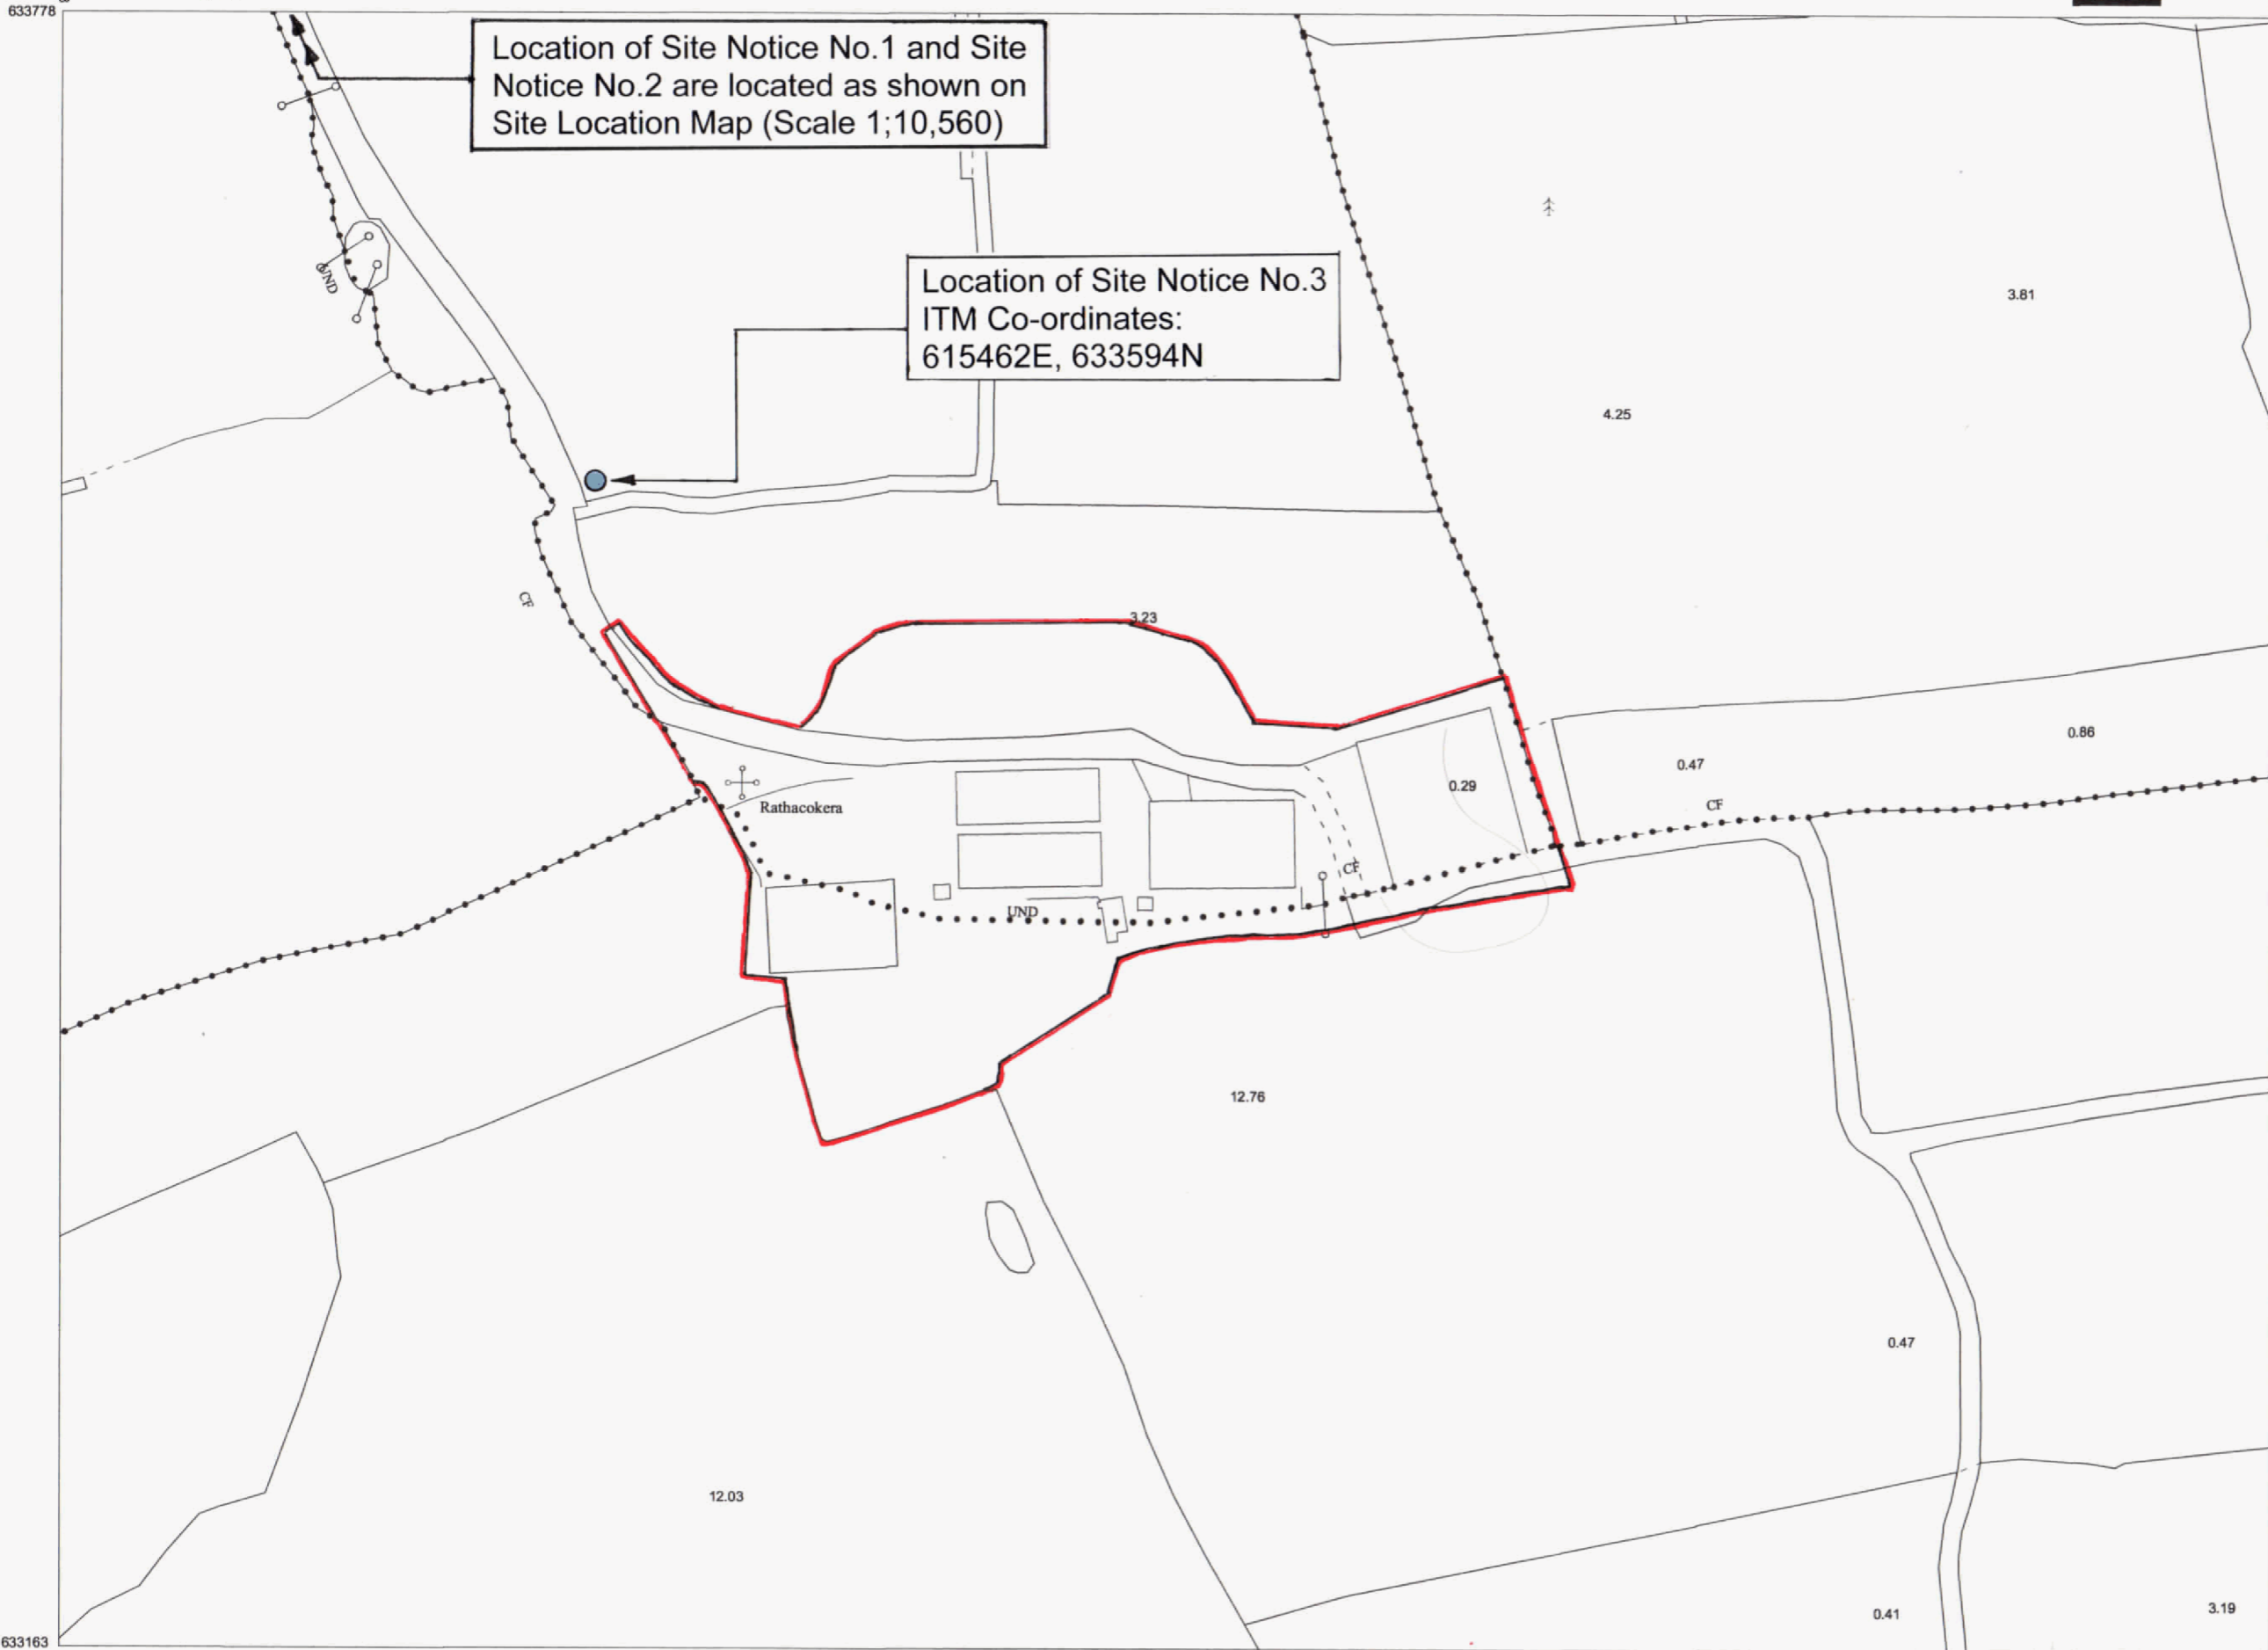 633778
Location of Site Notice No.1 and Site
Notice No.2 are located as shown on
Site Location Map (Scale 1;10,560)
UND
Location of Site Notice No.3
ITM Co-ordinates:
615462E, 633594N
3.81
4.25
CF
3.23
0.86
0.47
0.29
CF
Rathacokera
CF
UND
12.76
0.47
12.03
0.41
3.19
633163